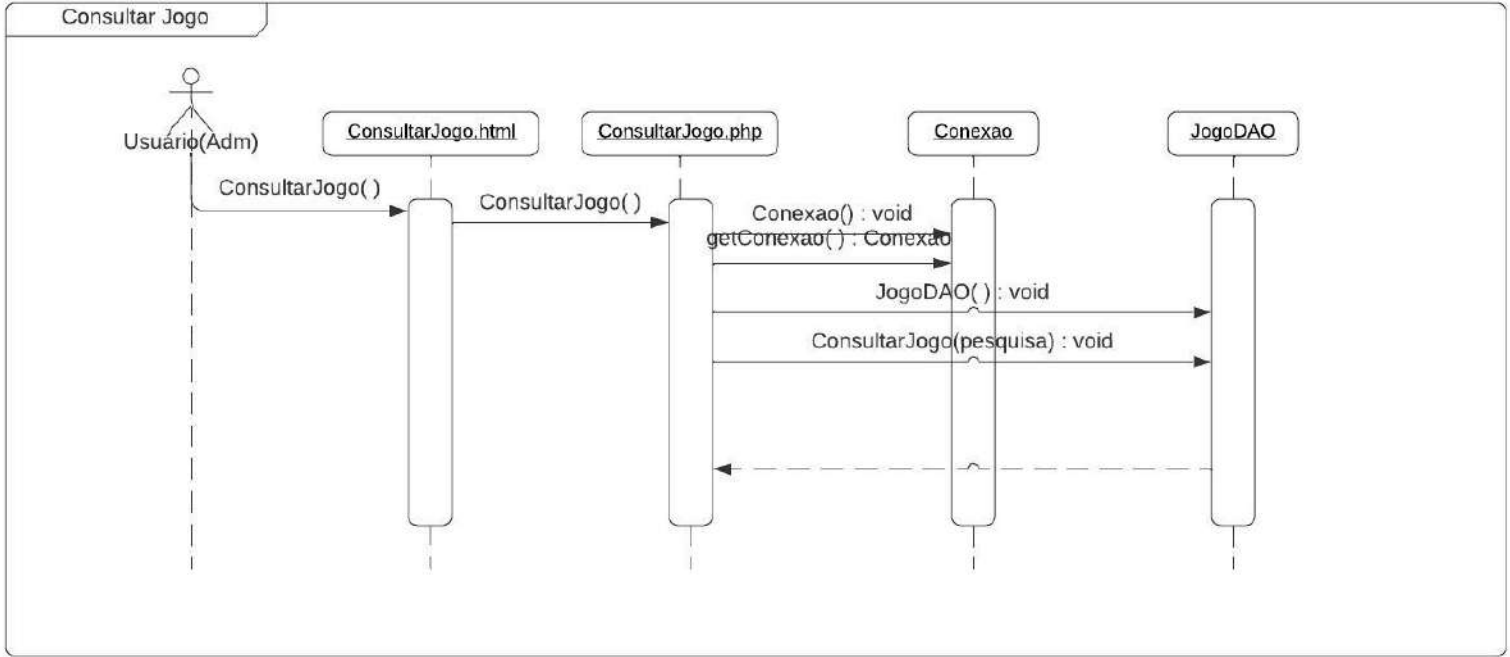 Consultar Jogo
Usuário(Adm)
ConsultarJogo.html
ConsultarJogo.php
Conexao
JogoDAO
ConsultarJogo( )
ConsultarJogo( )
Conexao() : void
getConexao( ) : Conexao
JogoDAO( ) : void
ConsultarJogo(pesquisa) : void